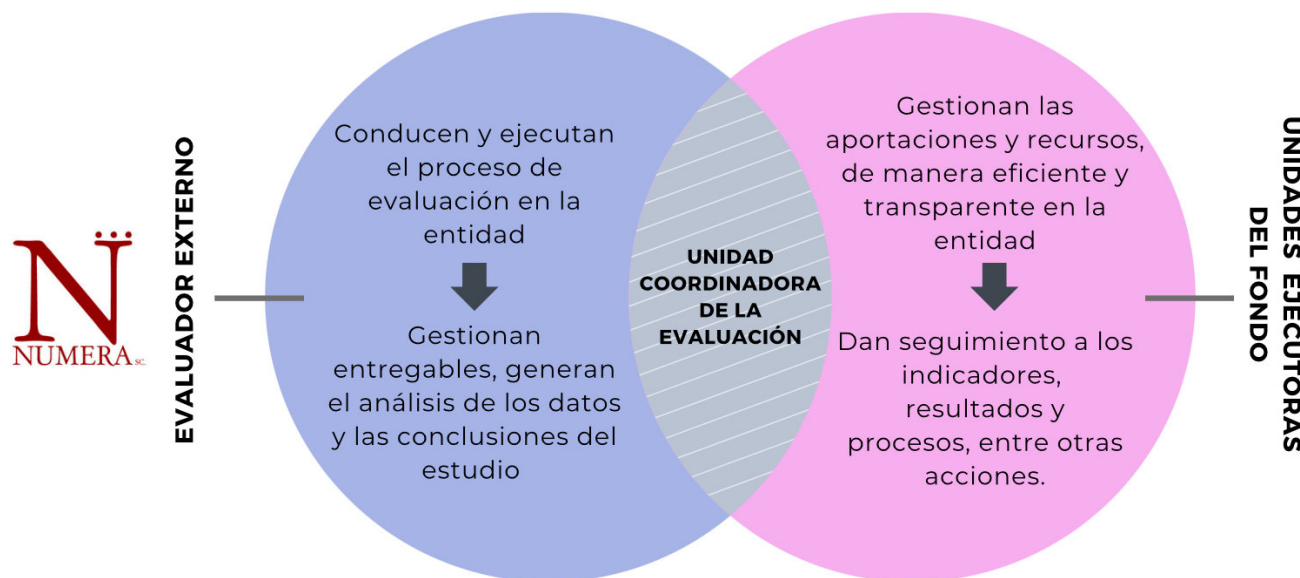 N
NUMERA SC.
EVALUADOR EXTERNO
Conducen y ejecutan
el proceso de
evaluación en la
entidad
Gestionan
entregables, generan
el análisis de los datos
y las conclusiones del
estudio
UNIDAD
COORDINADORA
DE LA
EVALUACIÓN
Gestionan las
aportaciones y recursos,
de manera eficiente y
transparente en la
entidad
Dan seguimiento a los
indicadores,
resultados y
procesos, entre otras
acciones.
UNIDADES EJECUTORAS
DEL FONDO